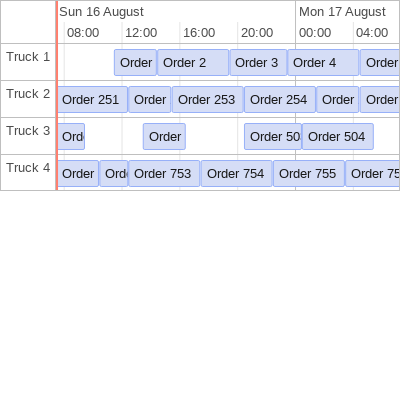 Sun 16 August Mon 17 August
08:00 12:00 16:00 20:00 00:00 04:00
Truck 1 Order Order 2 Order 3 Order 4 Order
Truck 2 Order 251 Order Order 253 Order 254 Order Order
Truck 3 Ord Order Order 50 Order 504
Truck 4 Order Ord Order 753 Order 754 Order 755 Order 75